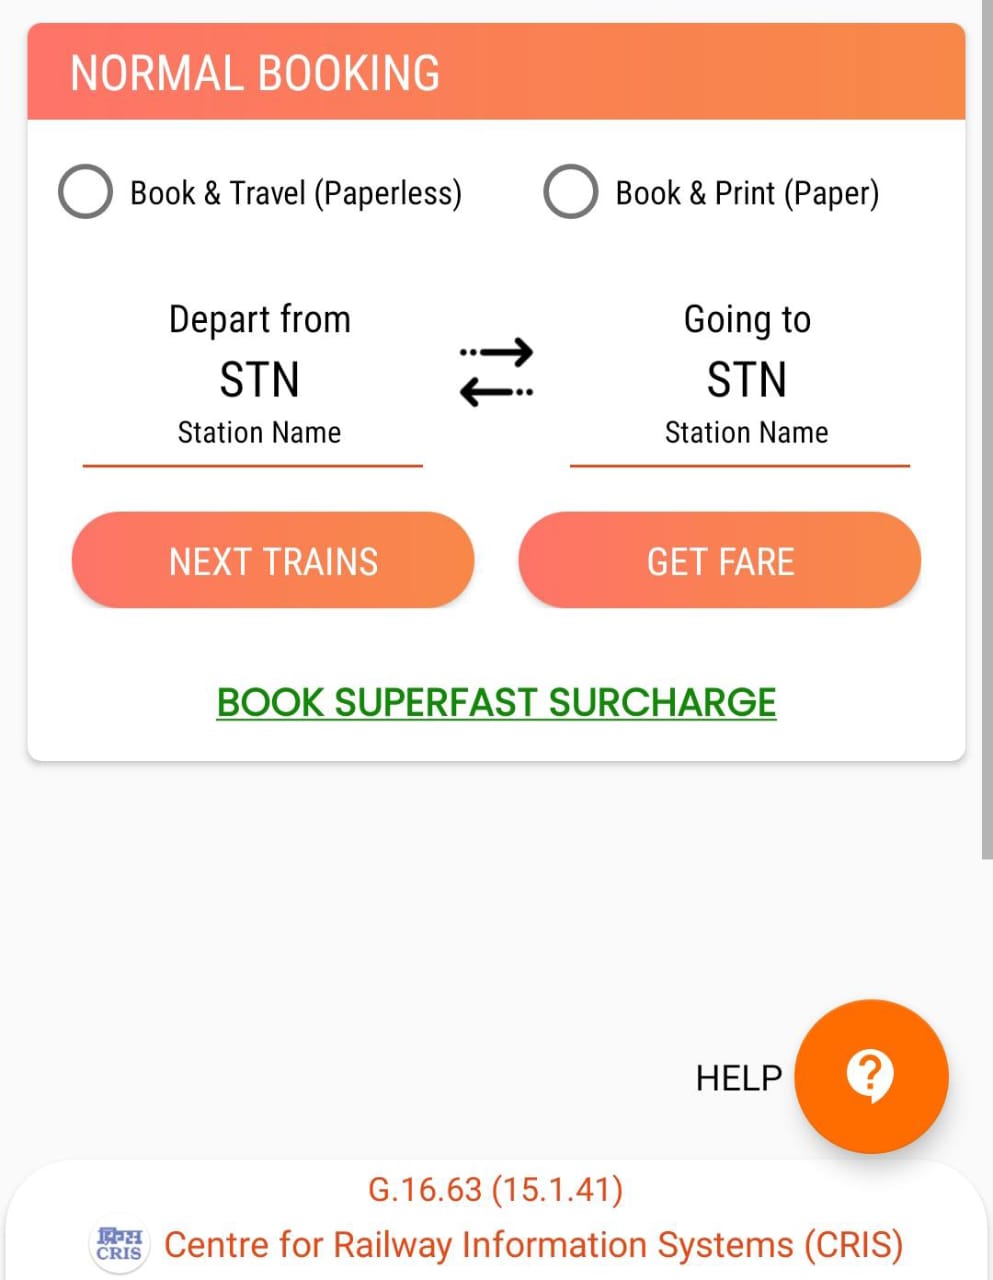 NORMAL BOOKING
Book & Travel (Paperless)
Book & Print (Paper)
Depart from
STN
Station Name
Going to
STN
Station Name
NEXT TRAINS
GET FARE
BOOK SUPERFAST SURCHARGE
HELP
G.16.63 (15.1.41)
क्रिस
CRIS
Centre for Railway Information Systems (CRIS)